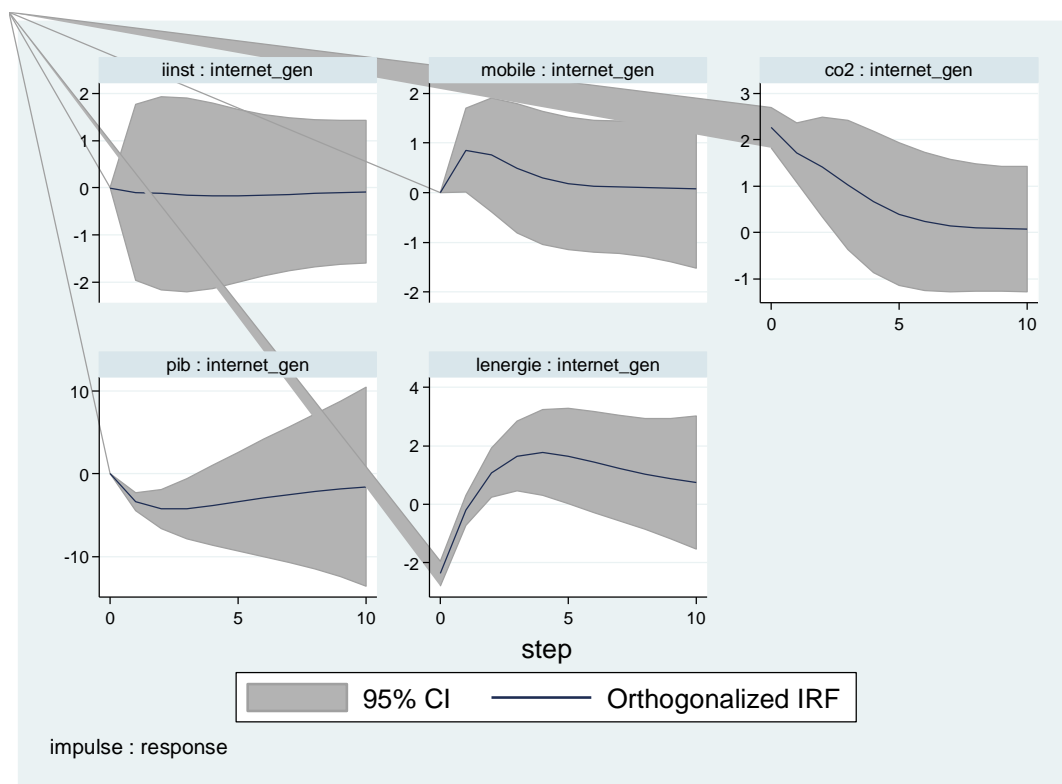 iinst : internet_gen
2
1
0
-1
-2
mobile : internet_gen
2
1
0
-1
-2
co2 : internet_gen
3
2
1
0
-1
0 5 10
pib : internet_gen
10
0
-10
0 5 10
lenergie : internet_gen
4
2
0
-2
0 5 10
step
95% CI Orthogonalized IRF
impulse : response